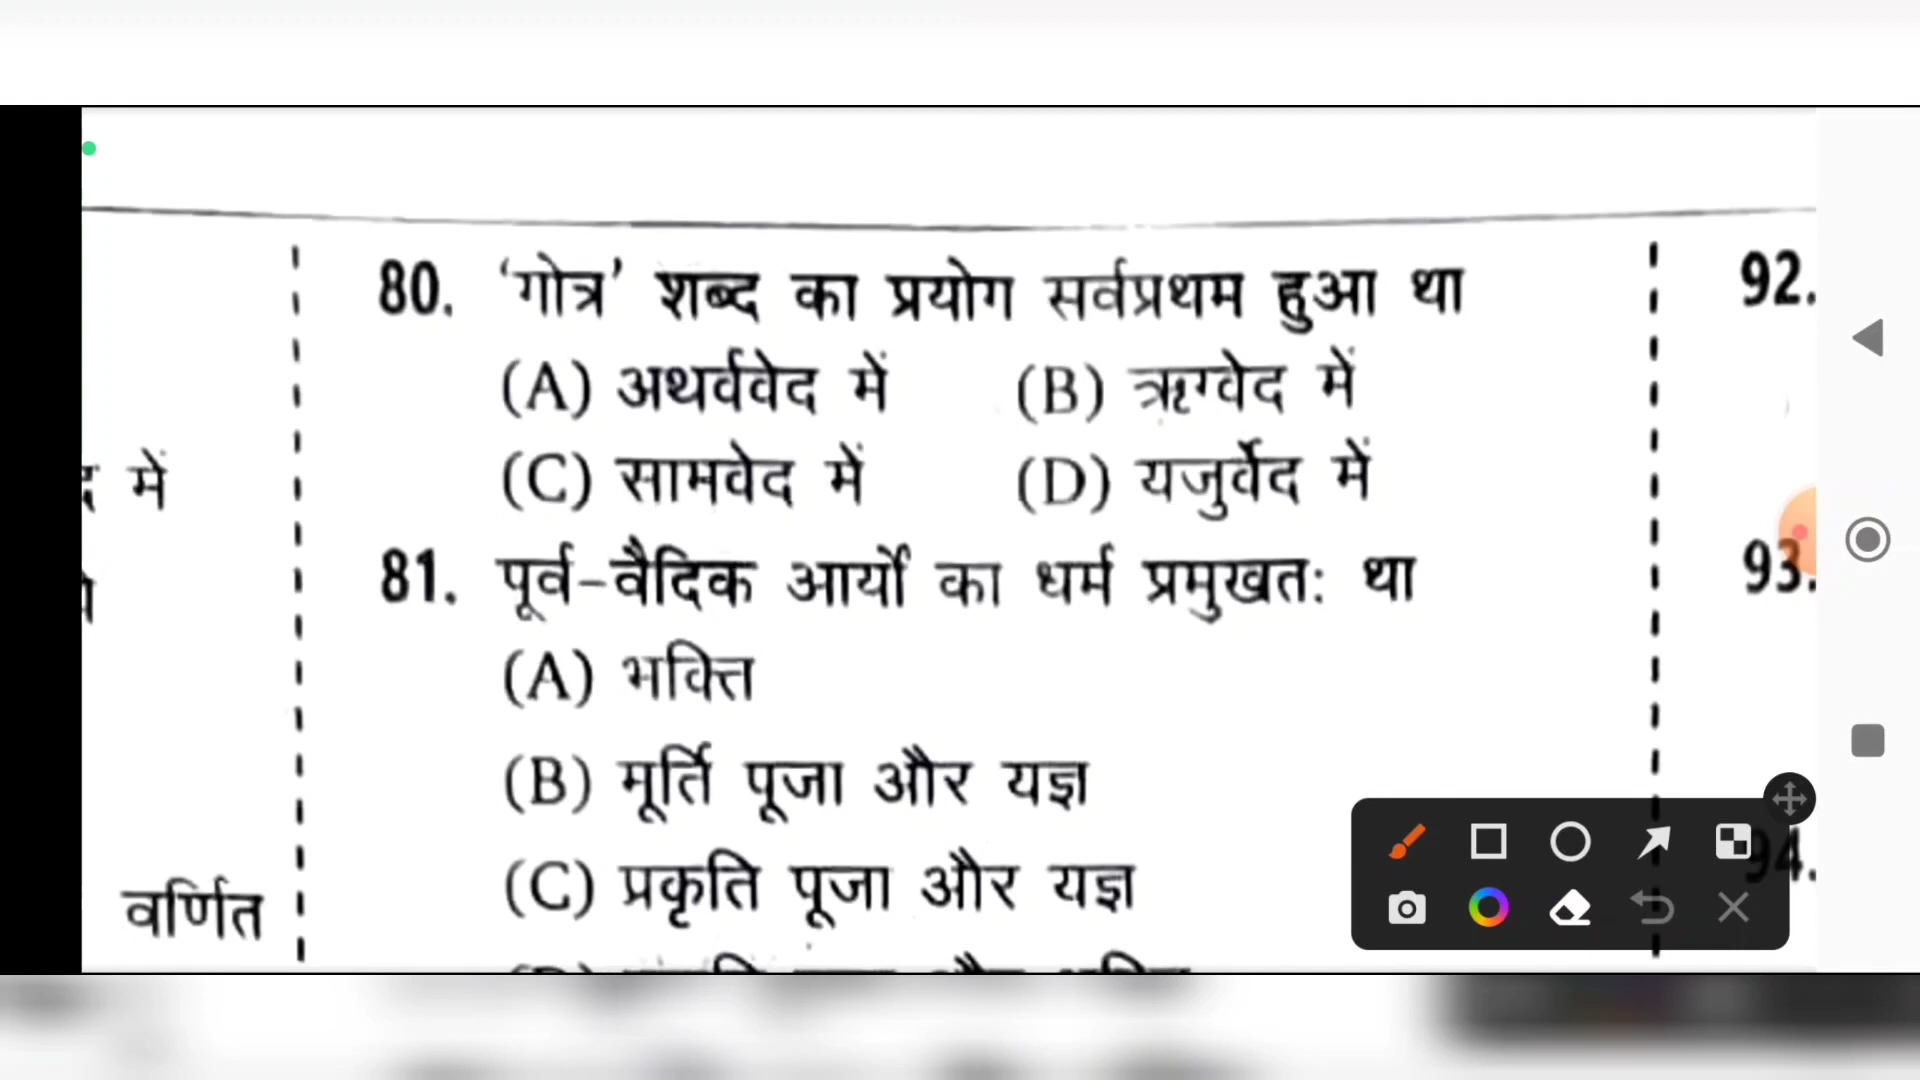 80. ‘गोत्र’ शब्द का प्रयोग सर्वप्रथम हुआ था
(A) अथर्ववेद में (B) ऋग्वेद में
(C) सामवेद में (D) यजुर्वेद में
81. पूर्व-वैदिक आर्यों का धर्म प्रमुखतः था
(A) भक्ति
(B) मूर्ति पूजा और यज्ञ
(C) प्रकृति पूजा और यज्ञ
में
वर्णित
92.
93.
94.